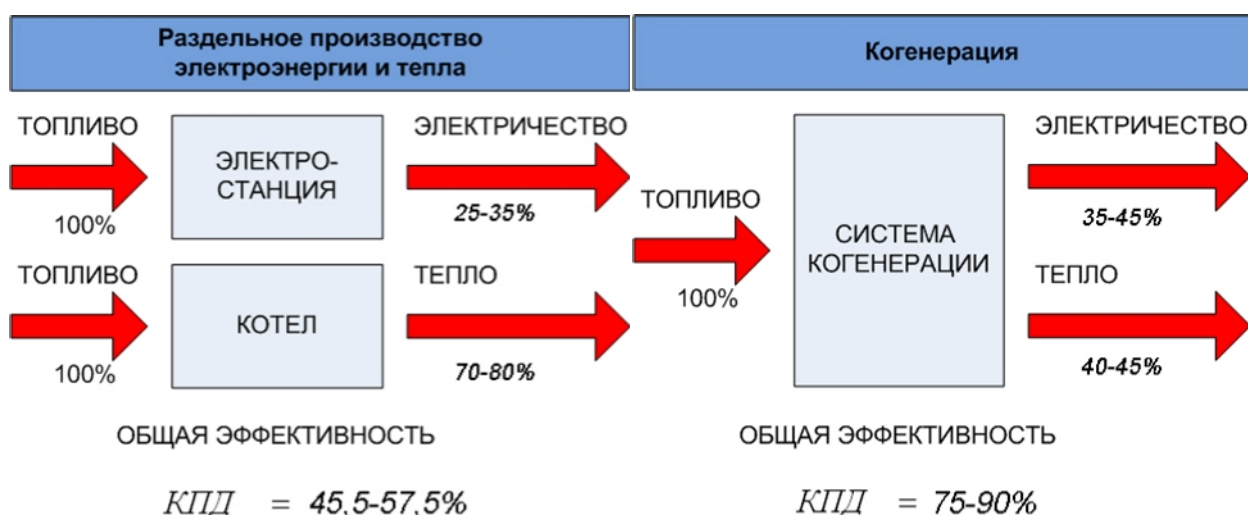 Раздельное производство
электроэнергии и тепла
ТОПЛИВО
100%
ЭЛЕКТРО-
СТАНЦИЯ
ЭЛЕКТРИЧЕСТВО
25-35%
ТОПЛИВО
100%
КОТЕЛ
ТЕПЛО
70-80%
ОБЩАЯ ЭФФЕКТИВНОСТЬ
КПД = 45,5-57,5%
Когенерация
ТОПЛИВО
100%
СИСТЕМА
КОГЕНЕРАЦИИ
ЭЛЕКТРИЧЕСТВО
35-45%
ТЕПЛО
40-45%
ОБЩАЯ ЭФФЕКТИВНОСТЬ
КПД = 75-90%